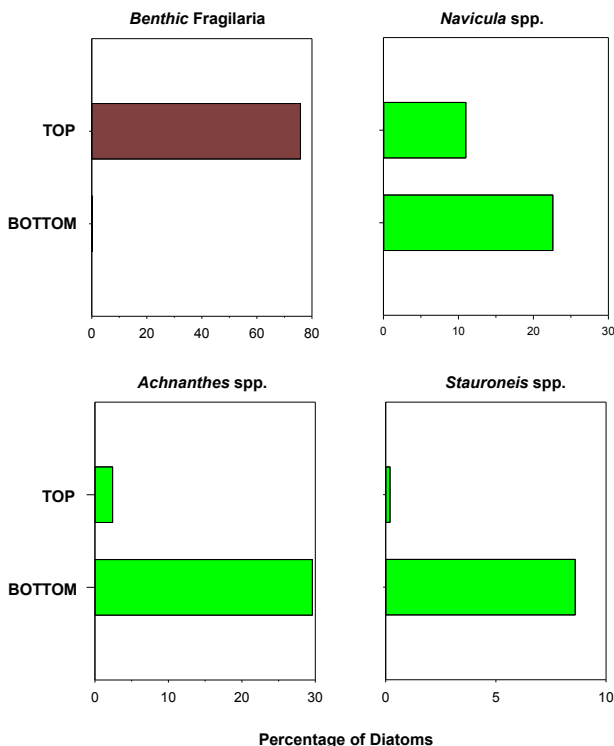 Benthic Fragilaria
Navicula spp.
TOP
BOTTOM
0 20 40 60 80
0 10 20 30
Achnanthes spp.
Stauroneis spp.
TOP
BOTTOM
0 10 20 30
0 5 10
Percentage of Diatoms